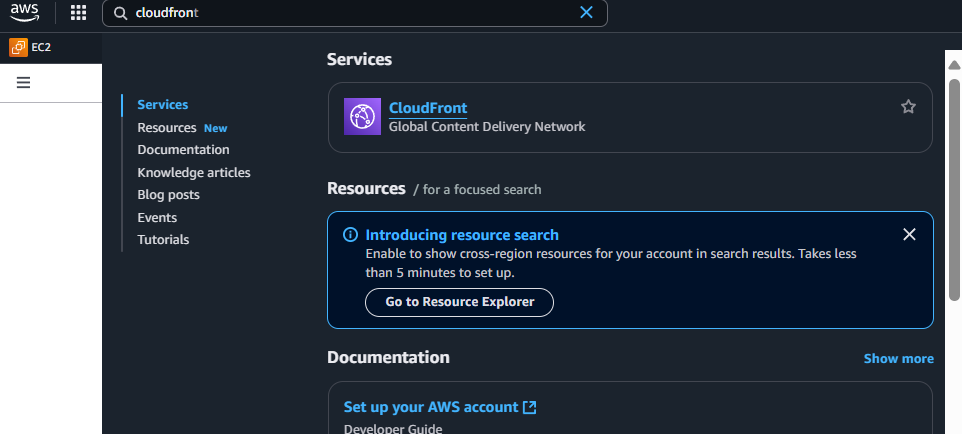 aws
cloudfront
EC2
Services
Services
CloudFront
Resources New
Global Content Delivery Network
Documentation
Knowledge articles
Resources / for a focused search
Blog posts
Events
Introducing resource search
Tutorials
Enable to show cross-region resources for your account in search results. Takes less
than 5 minutes to set up.
Go to Resource Explorer
Documentation Show more
Set up your AWS account
Developer Guide